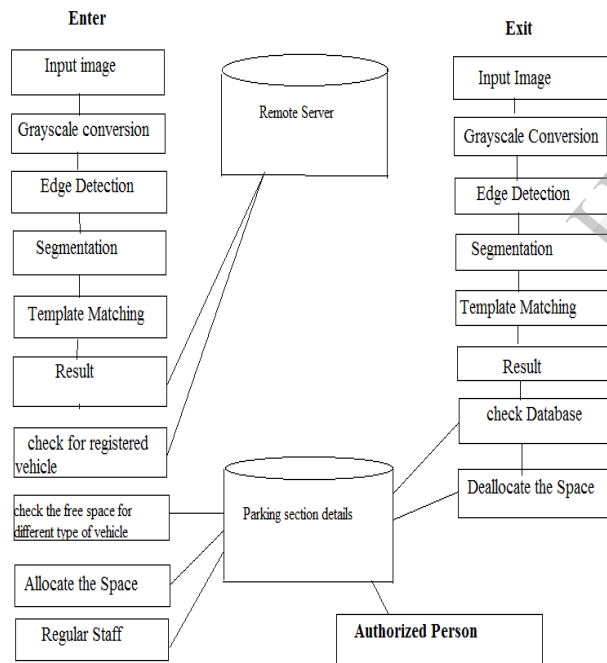 Enter
Input image
Grayscale conversion
Edge Detection
Segmentation
Template Matching
Result
check for registered
vehicle
check the free space for
different type of vehicle
Allocate the Space
Regular Staff
Remote Server
Parking section details
Authorized Person
Exit
Input Image
Grayscale Conversion
Edge Detection
Segmentation
Template Matching
Result
check Database
Deallocate the Space